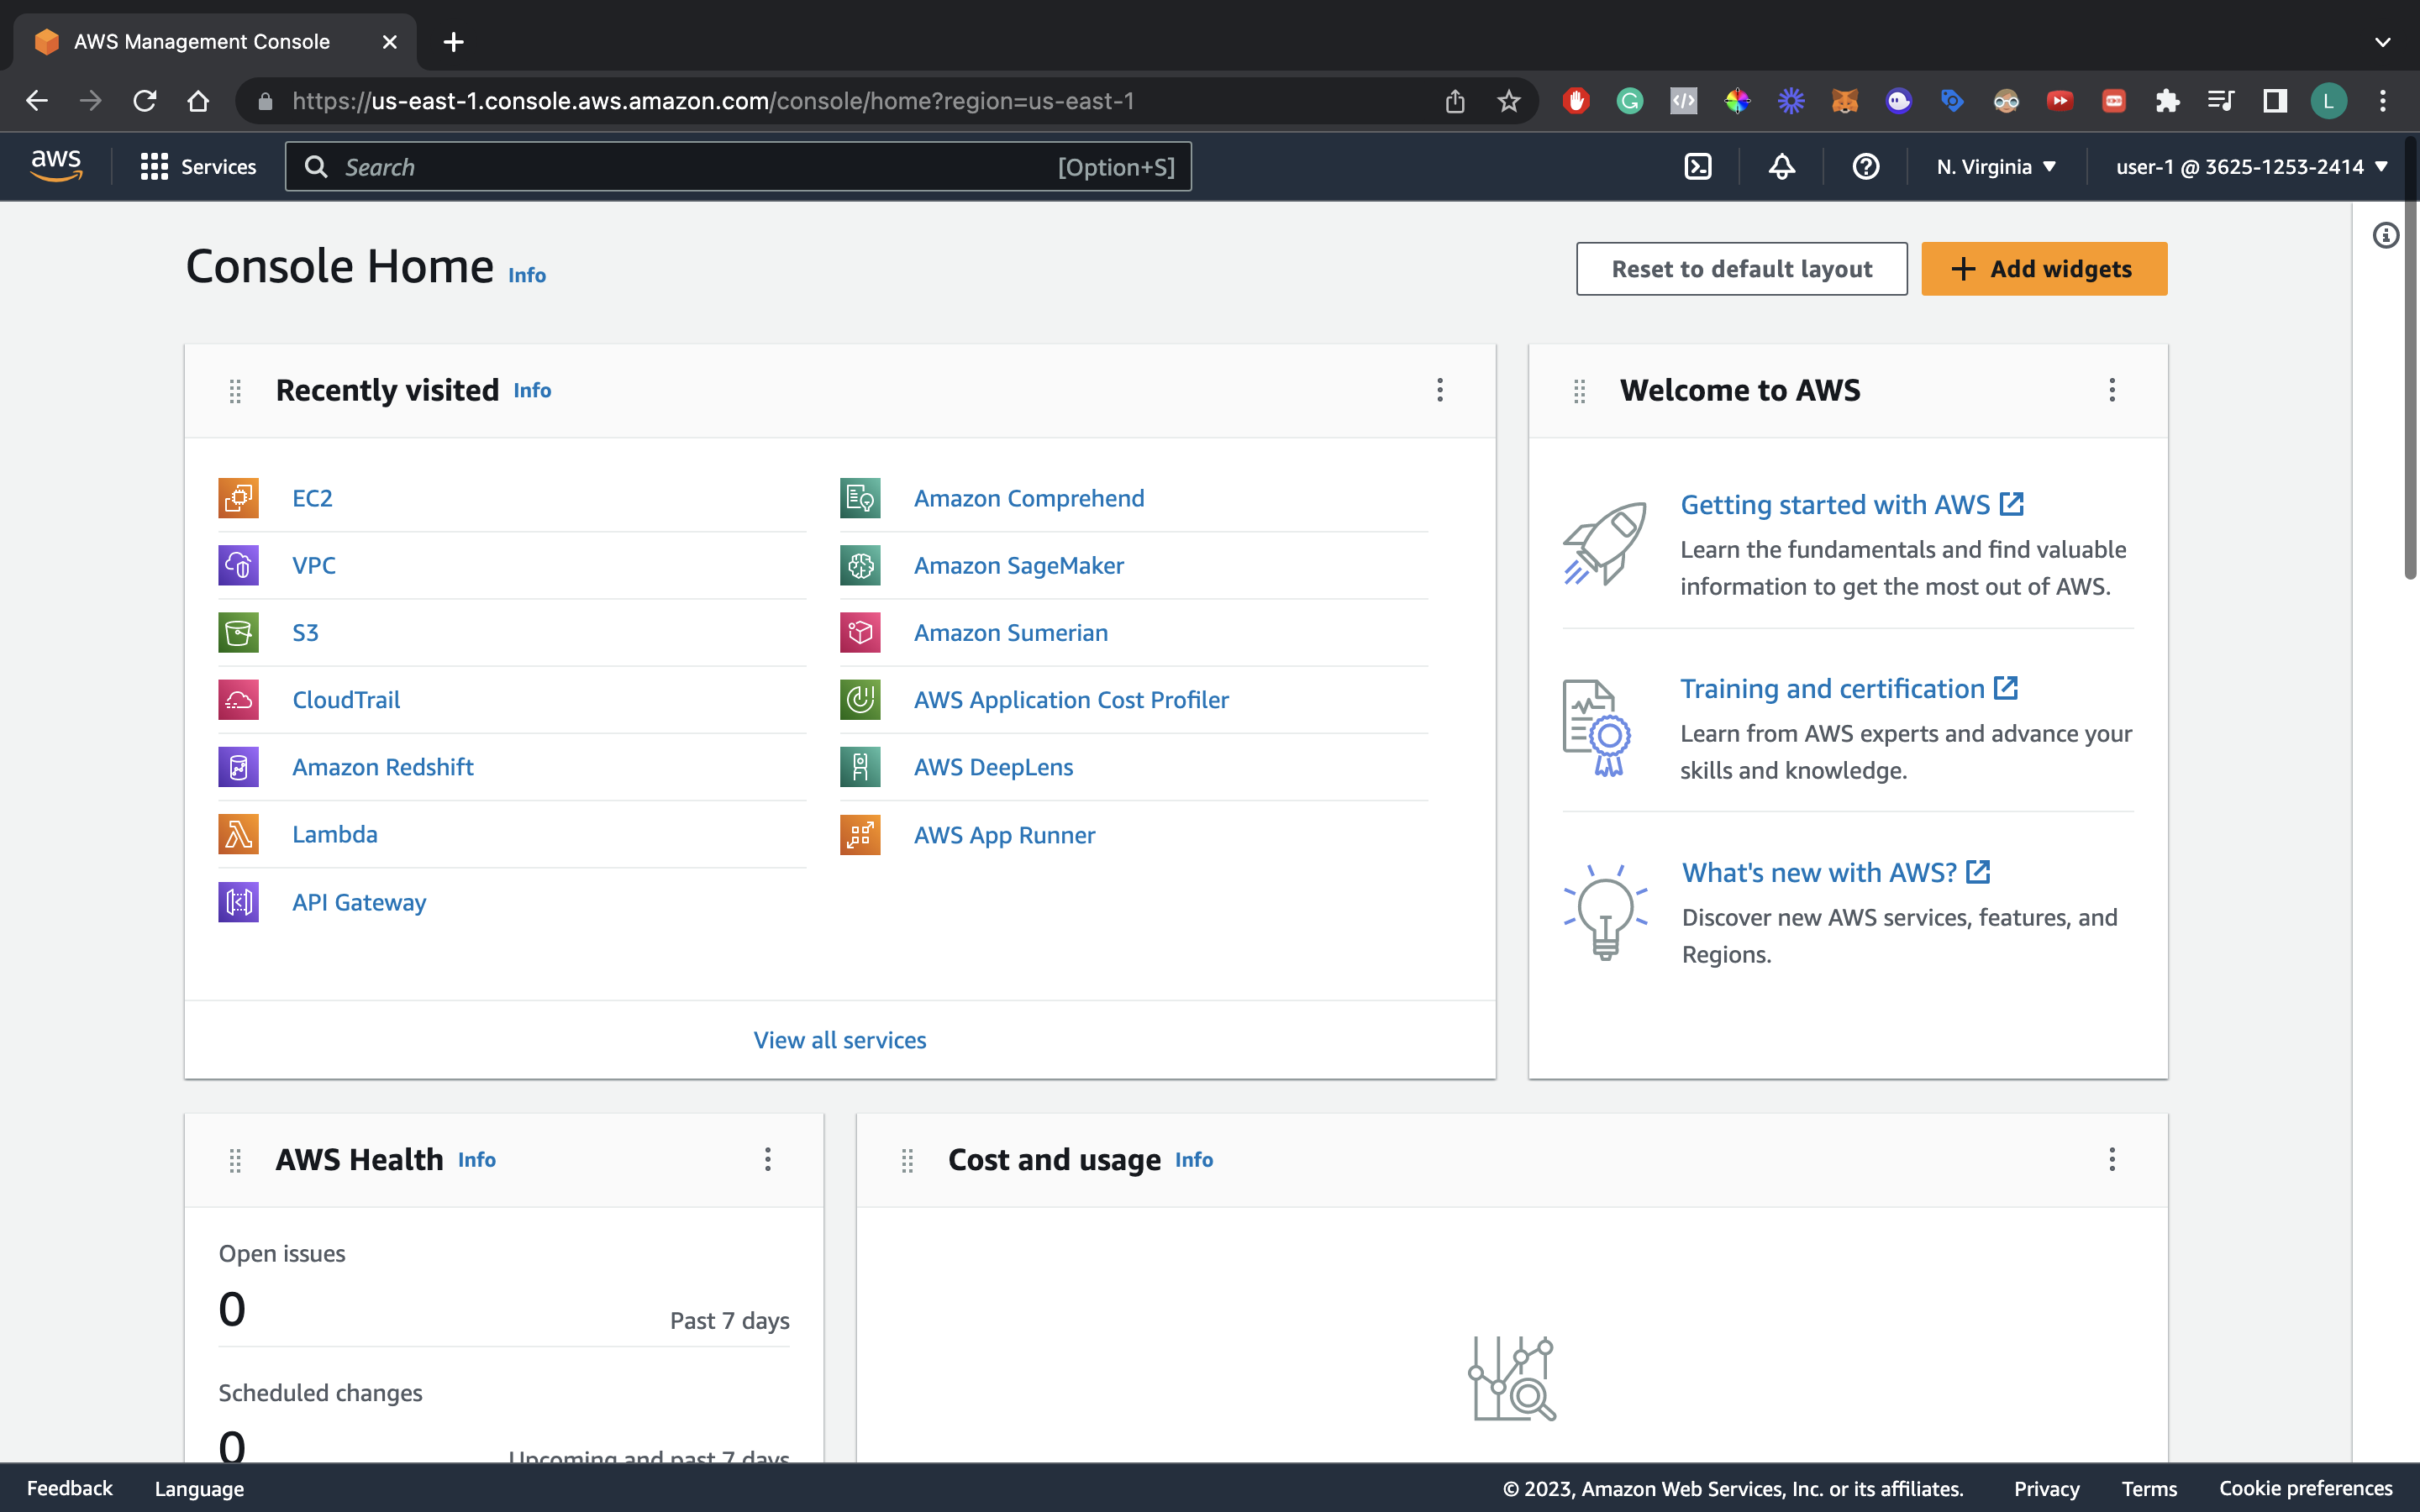 AWS Management Console
https://us-east-1.console.aws.amazon.com/console/home?region=us-east-1
L
aws
Services
Search
[Option+S]
N. Virginia
user-1 @ 3625-1253-2414
Console Home
Info
Reset to default layout
Add widgets
Recently visited
Info
EC2
VPC
S3
CloudTrail
Amazon Redshift
Lambda
API Gateway
Amazon Comprehend
Amazon SageMaker
Amazon Sumerian
AWS Application Cost Profiler
AWS DeepLens
AWS App Runner
View all services
Welcome to AWS
Getting started with AWS
Learn the fundamentals and find valuable
information to get the most out of AWS.
Training and certification
Learn from AWS experts and advance your
skills and knowledge.
What's new with AWS?
Discover new AWS services, features, and
Regions.
AWS Health
Info
Open issues
0
Past 7 days
Scheduled changes
0
Upcoming and past 7 days
Cost and usage
Info
Feedback
Language
© 2023, Amazon Web Services, Inc. or its affiliates.
Privacy
Terms
Cookie preferences